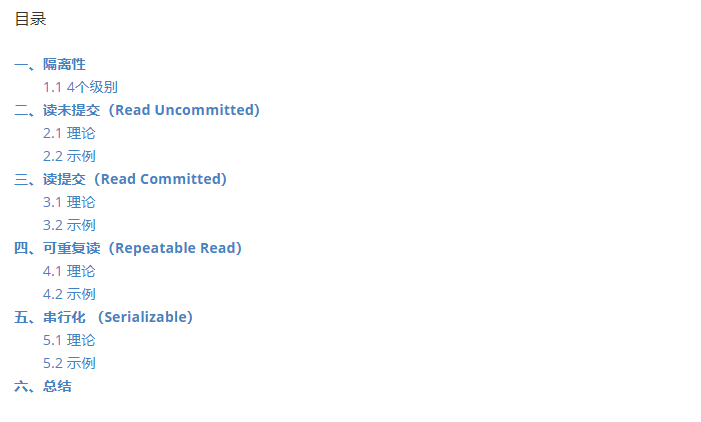 目录
一、隔离性
1.1 4个级别
二、读未提交（Read Uncommitted）
2.1 理论
2.2 示例
三、读提交（Read Committed）
3.1 理论
3.2 示例
四、可重复读（Repeatable Read）
4.1 理论
4.2 示例
五、串行化 （Serializable）
5.1 理论
5.2 示例
六、总结